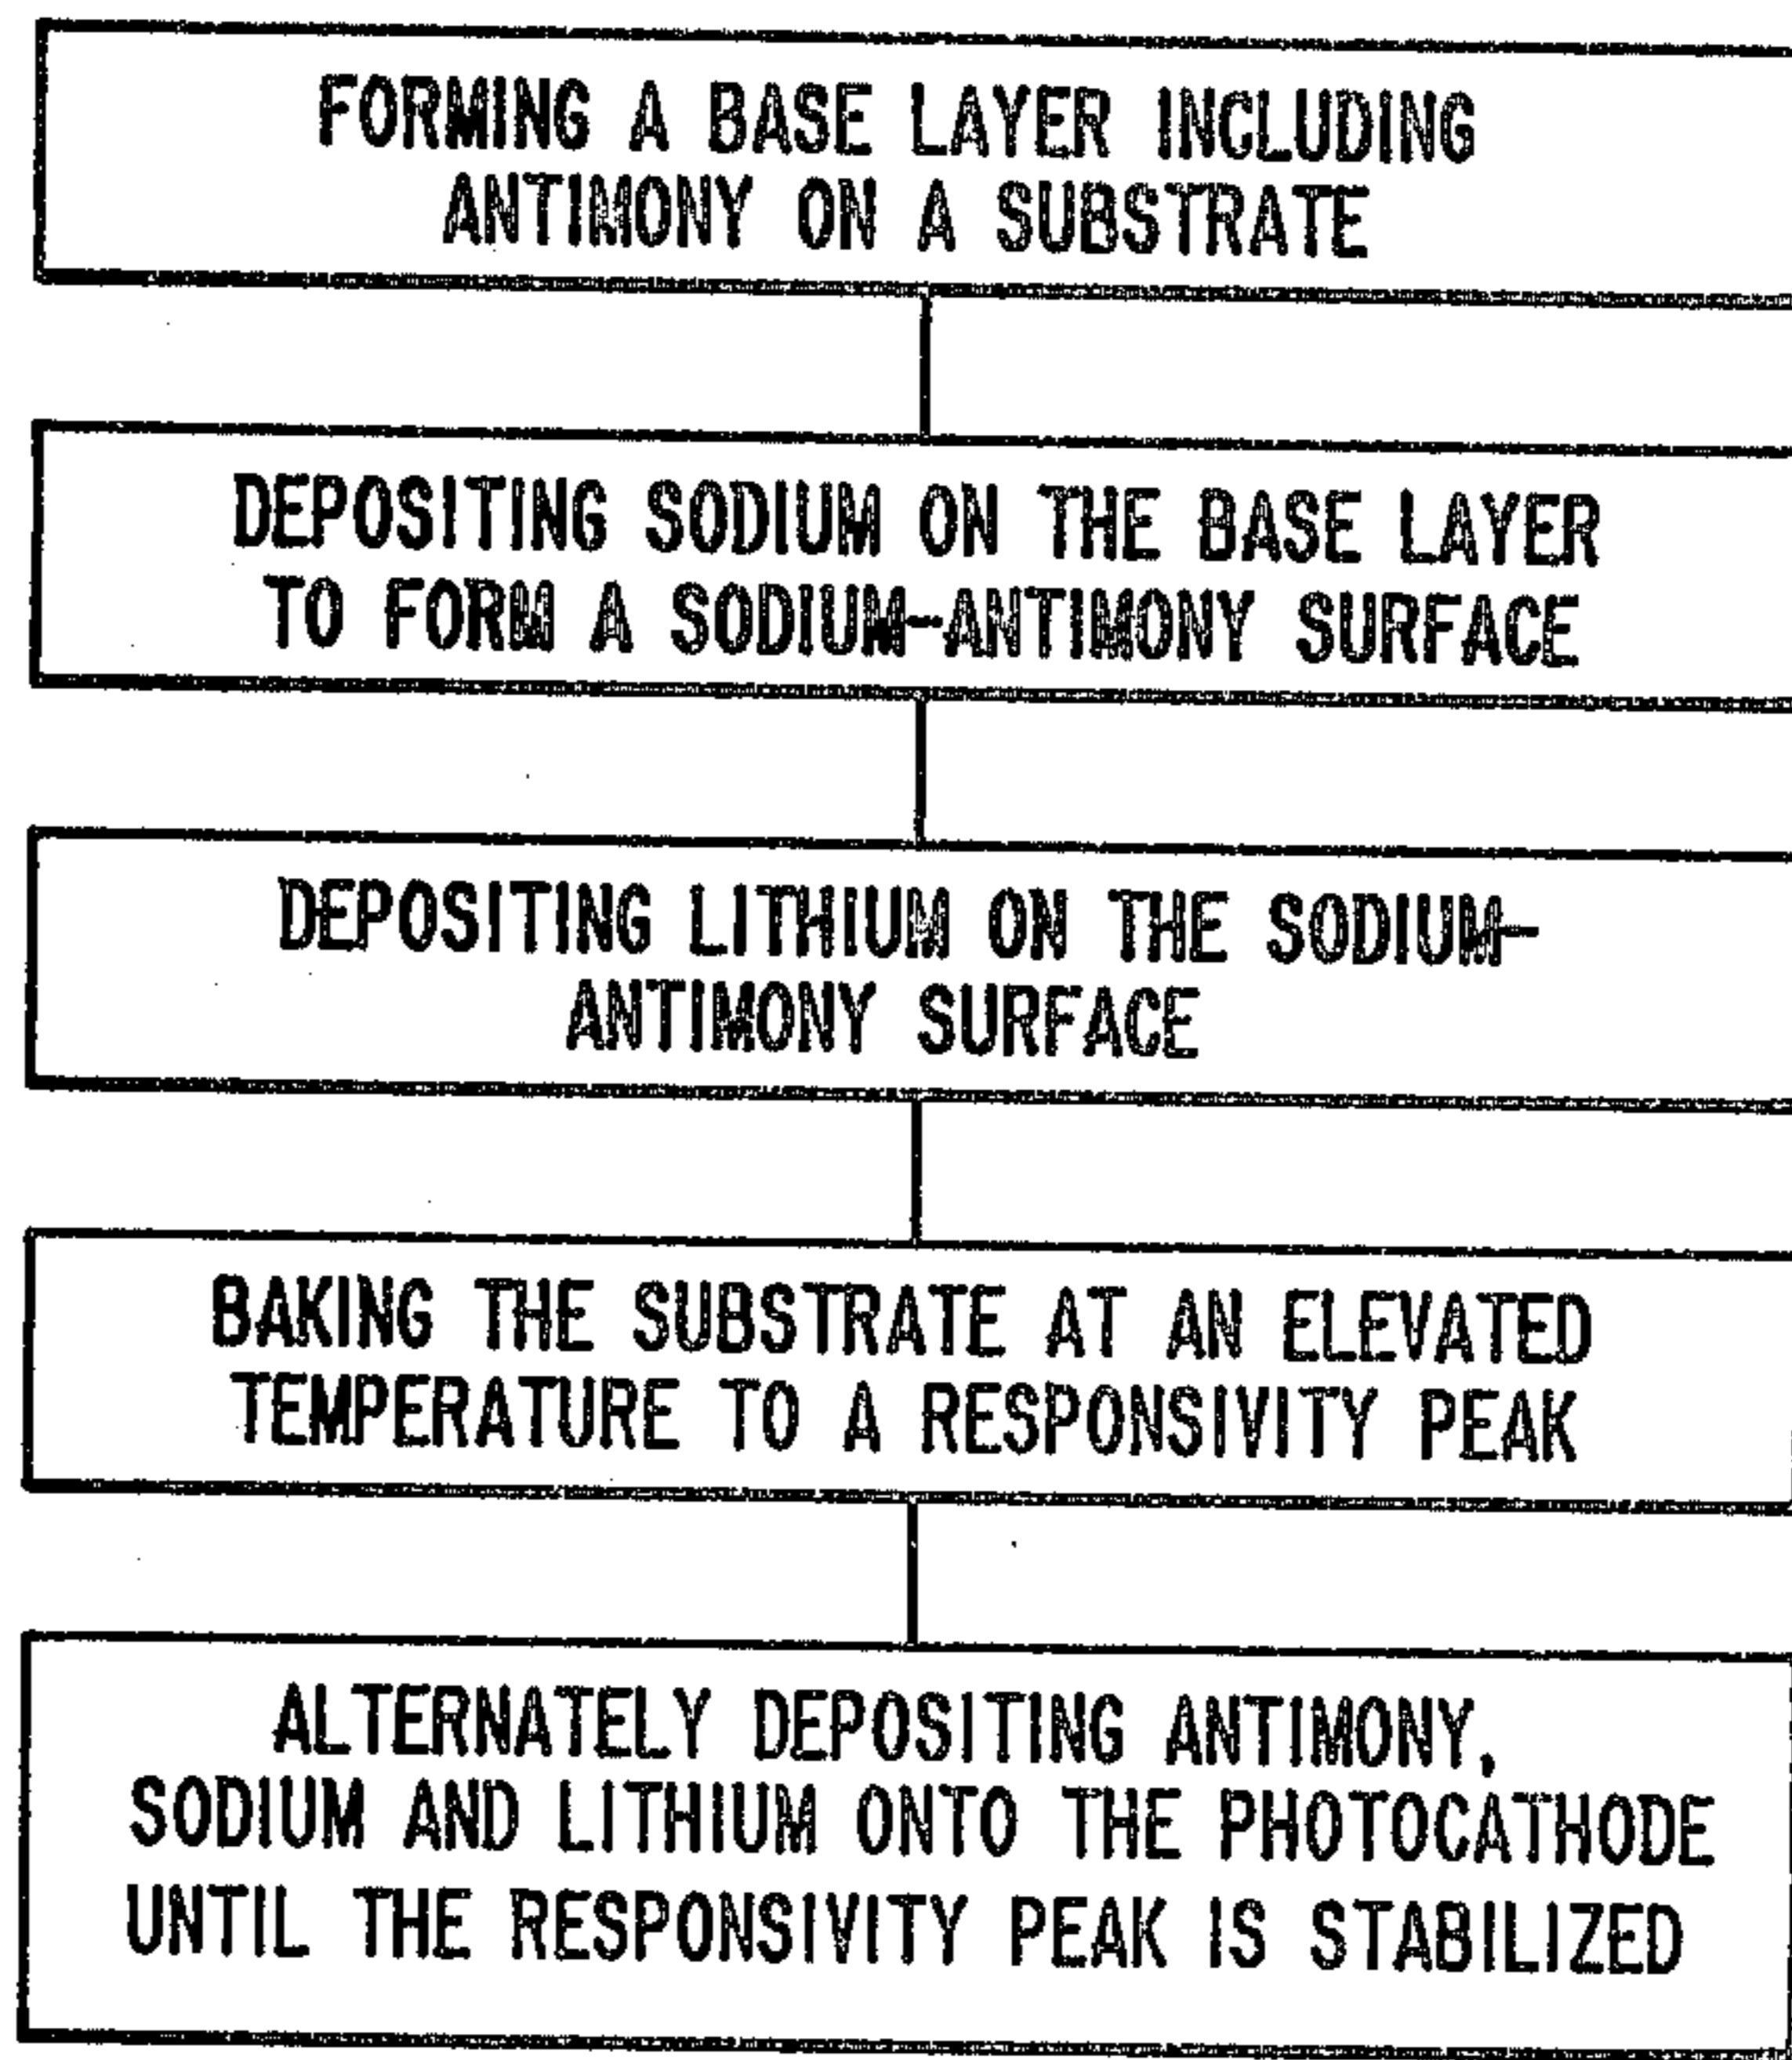 FORMING A BASE LAYER INCLUDING
ANTIMONY ON A SUBSTRATE
DEPOSITING SODIUM ON THE BASE LAYER
TO FORM A SODIUM-ANTIMONY SURFACE
DEPOSITING LITHIUM ON THE SODIUM-
ANTIMONY SURFACE
BAKING THE SUBSTRATE AT AN ELEVATED
TEMPERATURE TO A RESPONSIVITY PEAK
ALTERNATELY DEPOSITING ANTIMONY,
SODIUM AND LITHIUM ONTO THE PHOTOCATHODE
UNTIL THE RESPONSIVITY PEAK IS STABILIZED